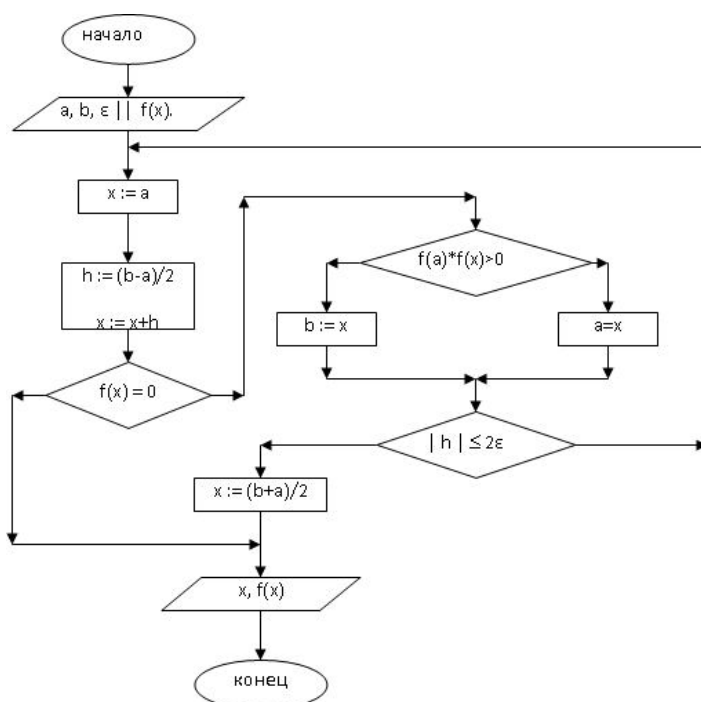 начало
a, b, ε || f(x).
x := a
h := (b-a)/2
x := x+h
f(x) = 0
f(a)*f(x)>0
b := x
a=x
| h | ≤ 2ε
x := (b+a)/2
x, f(x)
конец